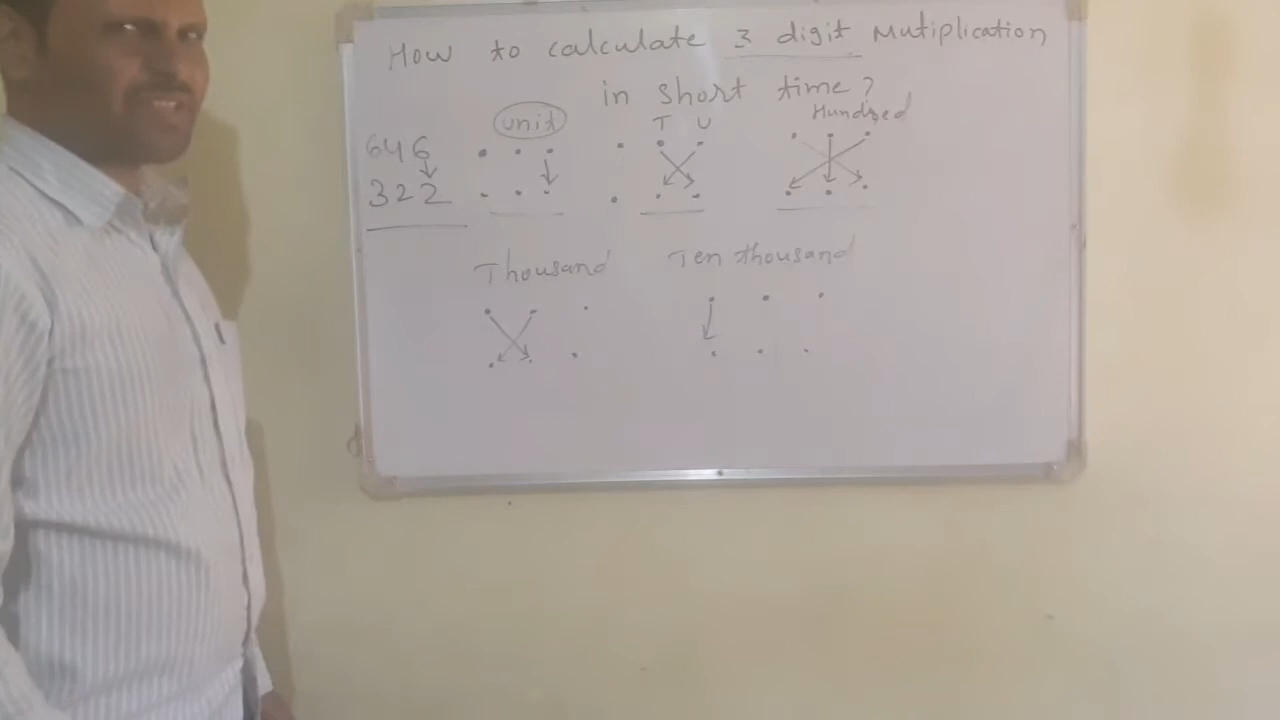 How to calculate 3 digit Mutiplication
in short time?
unit T U Hundred
646
322
Thousand Ten thousand